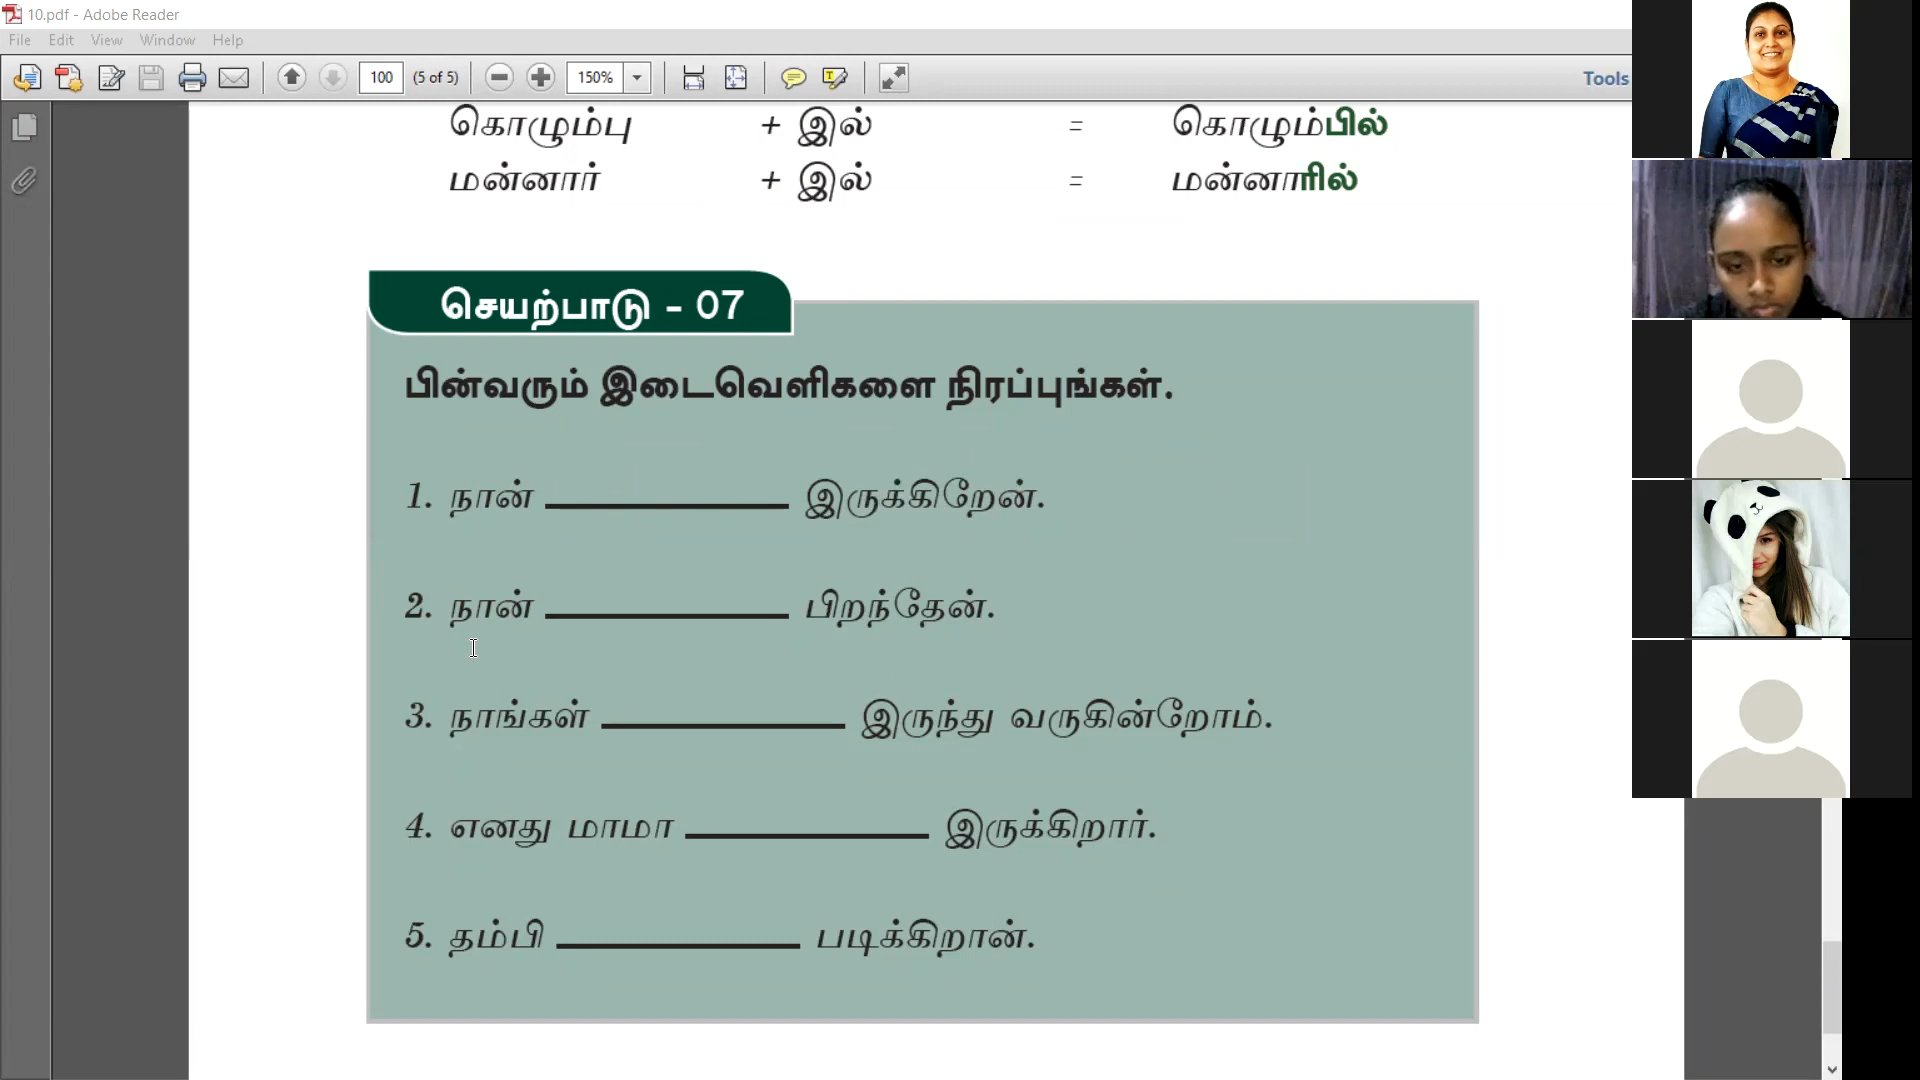 10.pdf - Adobe Reader
File Edit View Window Help
100 (5 of 5) 150% Tools
கொழும்பு + இல் = கொழும்பில்
மன்னார் + இல் = மன்னாரில்
செயற்பாடு - 07
பின்வரும் இடைவெளிகளை நிரப்புங்கள்.
1. நான் ____________ இருக்கிறேன்.
2. நான் ____________ பிறந்தேன்.
3. நாங்கள் ____________ இருந்து வருகின்றோம்.
4. எனது மாமா ____________ இருக்கிறார்.
5. தம்பி ____________ படிக்கிறான்.